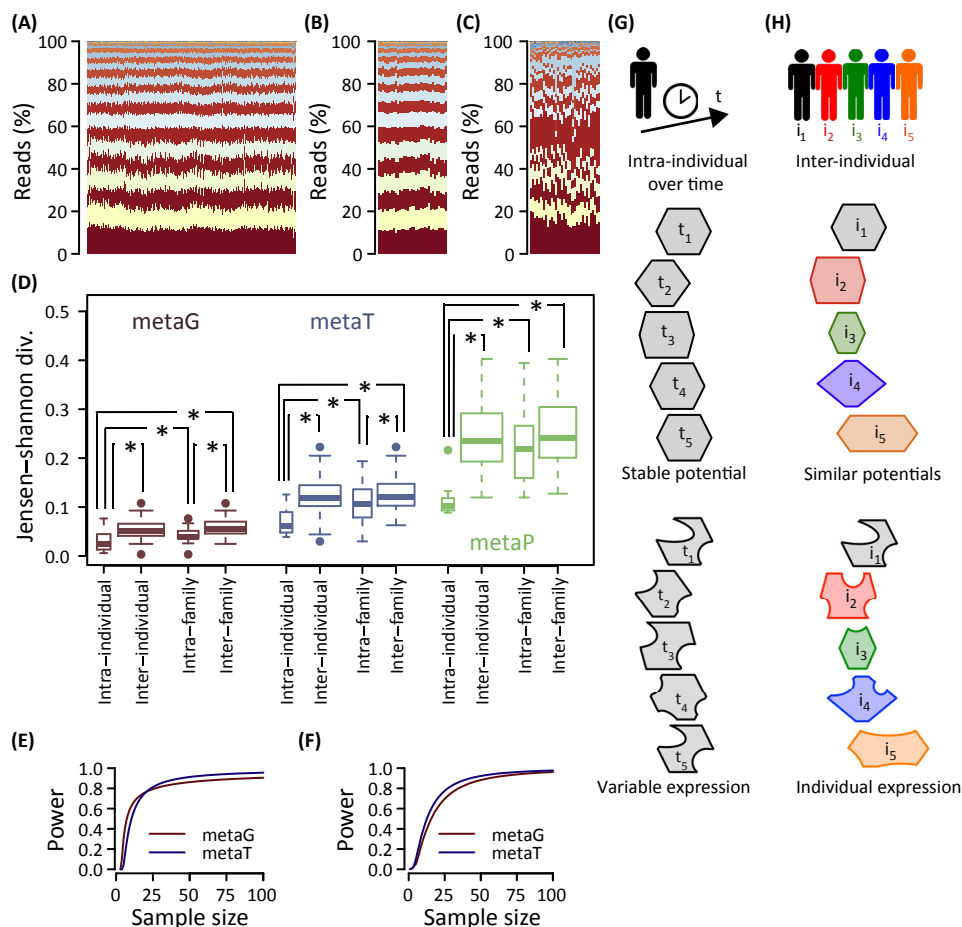 (A)
(B)
(C)
(G)
(H)
Reads (%)
100
80
60
40
20
0
Reads (%)
100
80
60
40
20
0
Reads (%)
100
80
60
40
20
0
t
Intra-individual
over time
i1 i2 i3 i4 i5
Inter-individual
t1
t2
t3
t4
t5
Stable potential
i1
i2
i3
i4
i5
Similar potentials
(D)
Jensen−shannon div.
0.5
0.4
0.3
0.2
0.1
0.0
metaG
metaT
metaP
* * * *
* * * *
* * * *
Intra−individual
Inter−individual
Intra−family
Inter−family
Intra−individual
Inter−individual
Intra−family
Inter−family
Intra−individual
Inter−individual
Intra−family
Inter−family
t1
t2
t3
t4
t5
Variable expression
i1
i2
i3
i4
i5
Individual expression
(E)
Power
1.0
0.8
0.6
0.4
0.2
0.0
metaG
metaT
0 25 50 75 100
Sample size
(F)
Power
1.0
0.8
0.6
0.4
0.2
0.0
metaG
metaT
0 25 50 75 100
Sample size